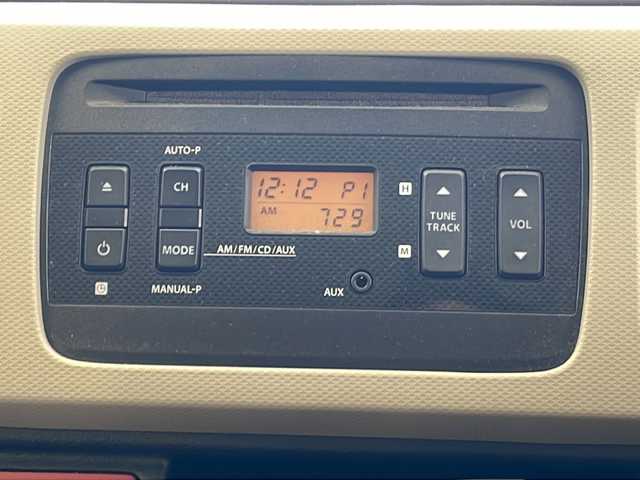 AUTO-P
CH
12:12 P1
AM 729
H
TUNE
TRACK
VOL
MODE
AM/FM/CD/AUX
M
MANUAL-P
AUX